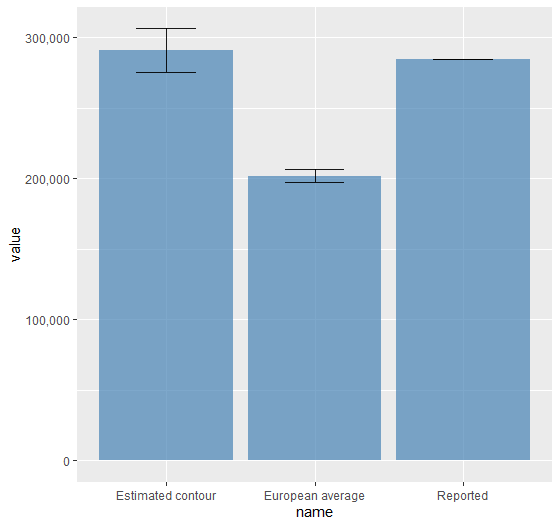 300,000
200,000
100,000
0
value
Estimated contour European average Reported
name